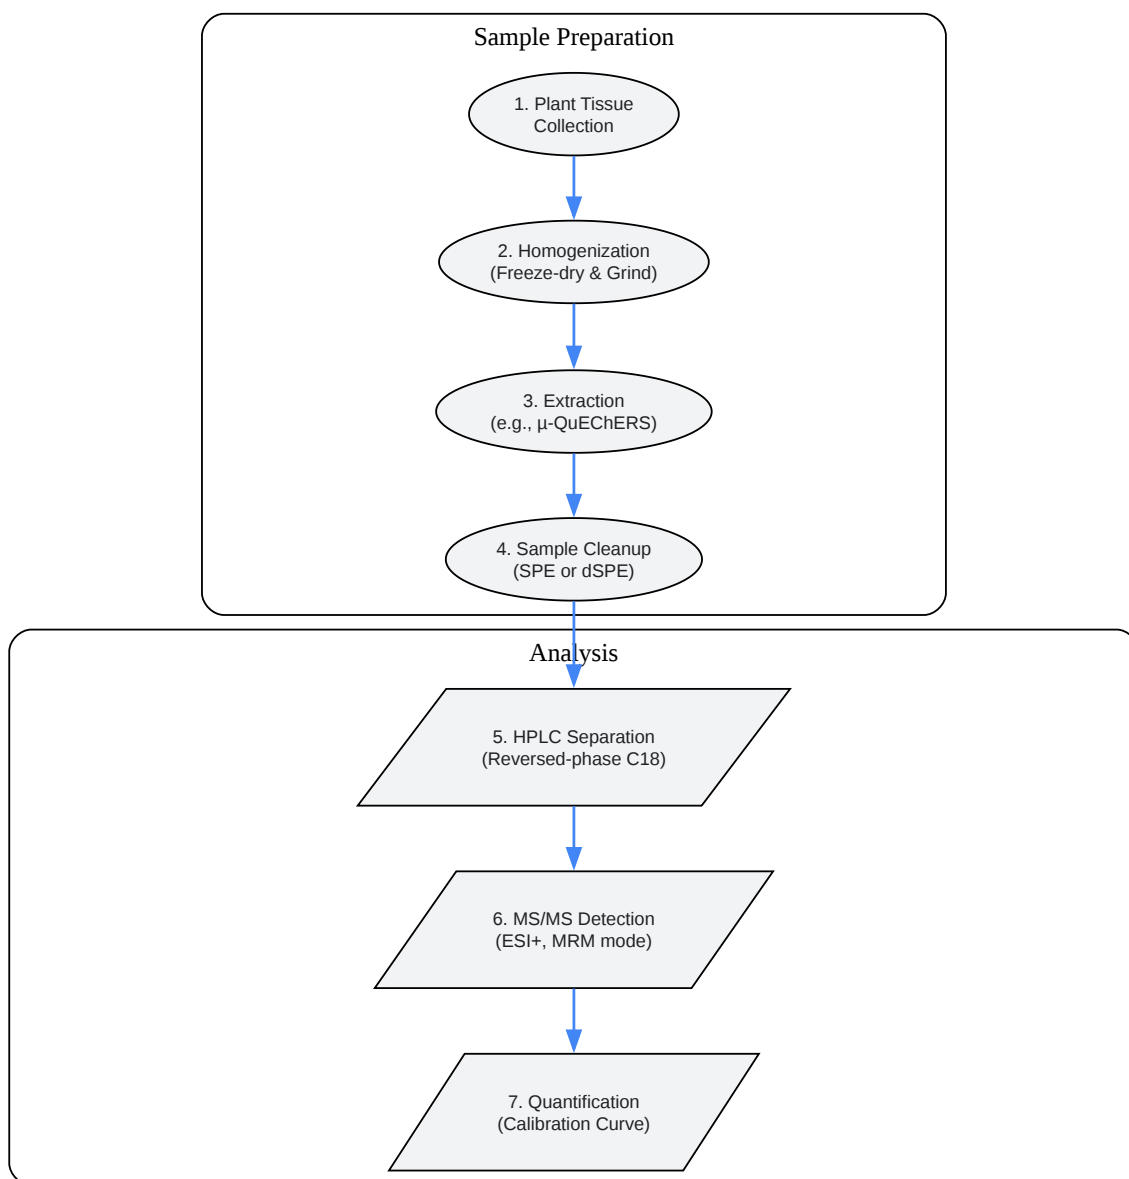 Sample Preparation
1. Plant Tissue
Collection
2. Homogenization
(Freeze-dry & Grind)
3. Extraction
(e.g., µ-QuEChERS)
4. Sample Cleanup
(SPE or dSPE)
Analysis
5. HPLC Separation
(Reversed-phase C18)
6. MS/MS Detection
(ESI+, MRM mode)
7. Quantification
(Calibration Curve)